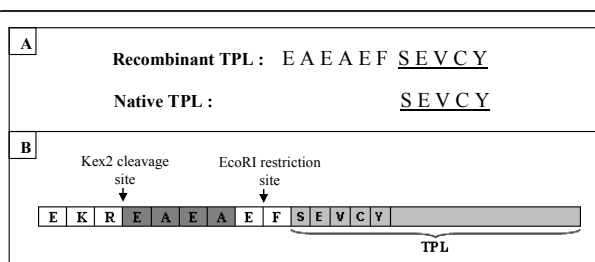 A
Recombinant TPL : E A E A E F S E V C Y
Native TPL : S E V C Y
B
Kex2 cleavage site
EcoRI restriction site
E K R E A E A E F S E V C Y
TPL